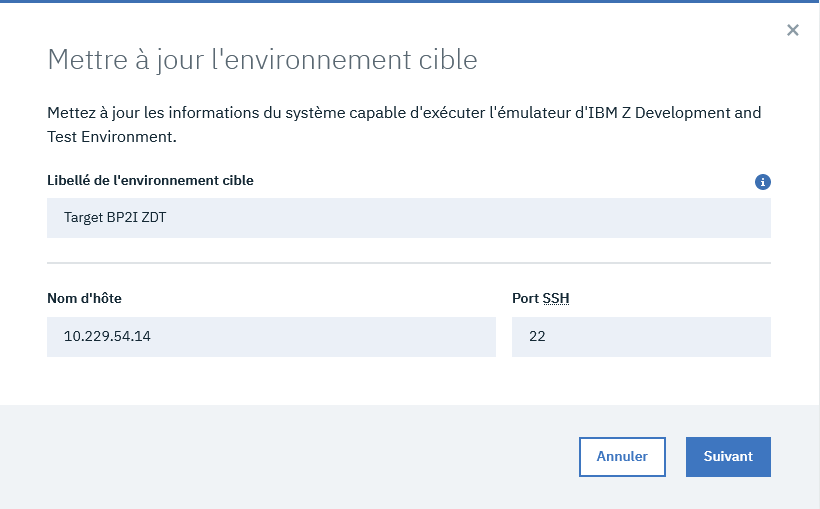 Mettre à jour l'environnement cible
Mettez à jour les informations du système capable d'exécuter l'émulateur d'IBM Z Development and
Test Environment.
Libellé de l'environnement cible
Target BP2I ZDT
Nom d'hôte
Port SSH
10.229.54.14
22
Annuler
Suivant